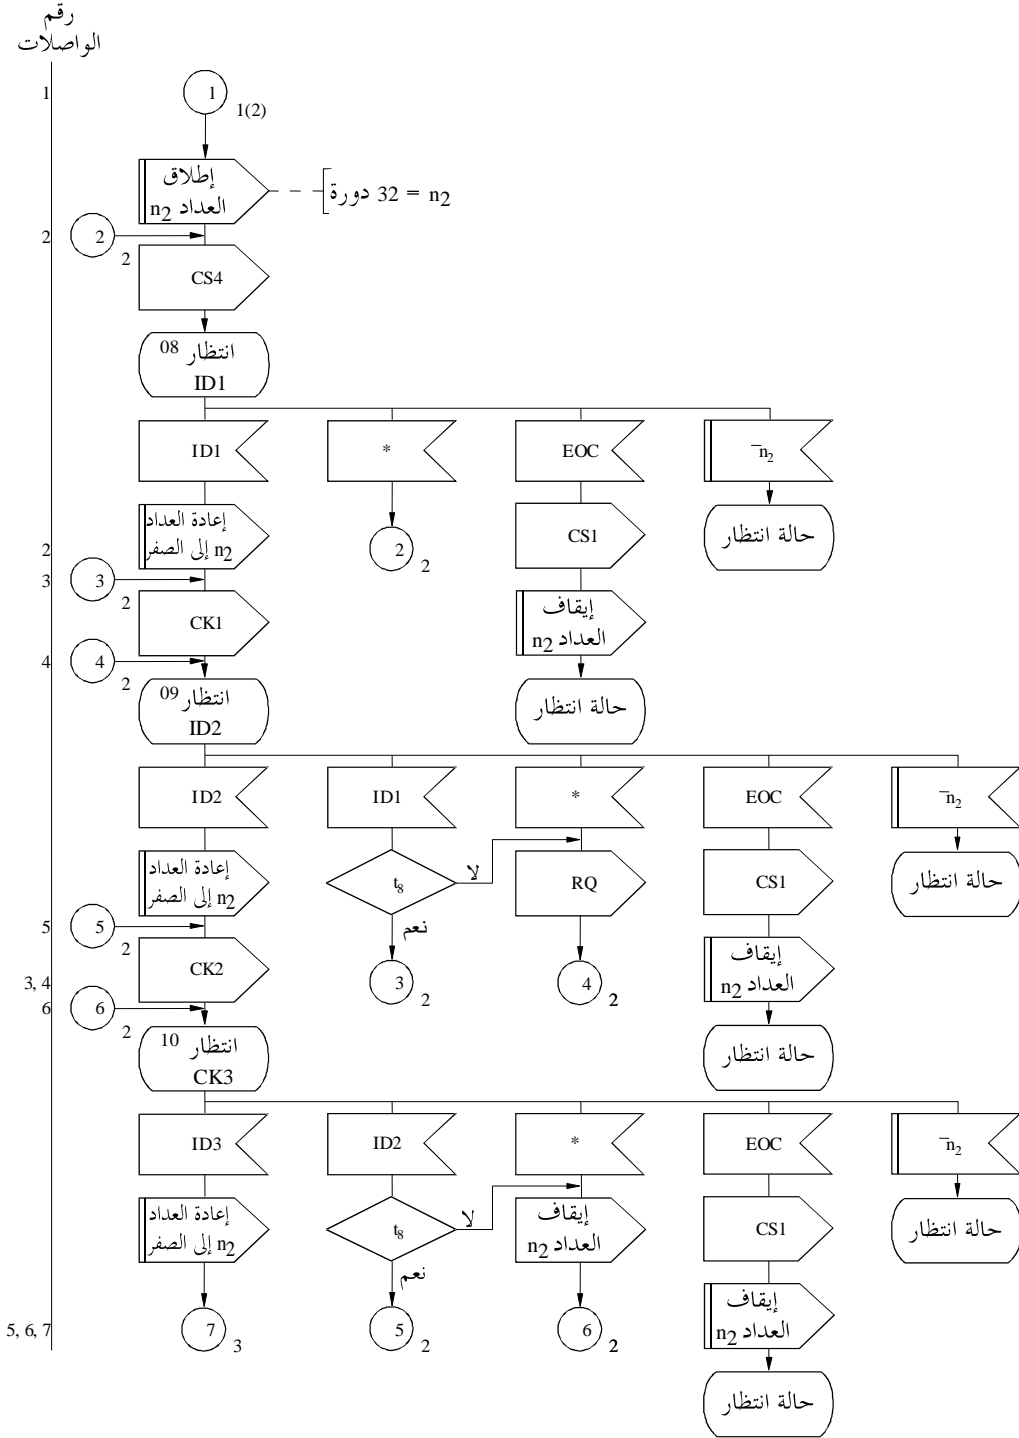 رقم
الواصلات
1
1
1(2)
إطلاق
العداد n2
n2 = 32 دورة
2
2
2
CS4
انتظار 08
ID1
ID1
*
EOC
‾n2
إعادة العداد
n2 إلى الصفر
2
2
CS1
حالة انتظار
2
3
3
2
CK1
إيقاف
العداد n2
4
4
2
انتظار 09
ID2
حالة انتظار
ID2
ID1
*
EOC
‾n2
إعادة العداد
n2 إلى الصفر
t8
لا
نعم
RQ
CS1
حالة انتظار
5
5
2
CK2
3
2
4
2
إيقاف
العداد n2
3, 4
6
6
2
انتظار 10
CK3
حالة انتظار
ID3
ID2
*
EOC
‾n2
إعادة العداد
n2 إلى الصفر
t8
لا
نعم
إيقاف
العداد n2
CS1
حالة انتظار
5, 6, 7
7
3
5
2
6
2
إيقاف
العداد n2
حالة انتظار